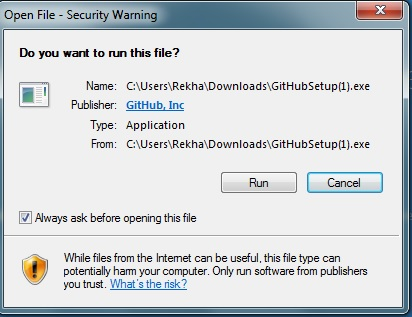 Open File - Security Warning
Do you want to run this file?
Name: C:\Users\Rekha\Downloads\GitHubSetup(1).exe
Publisher: GitHub, Inc
Type: Application
From: C:\Users\Rekha\Downloads\GitHubSetup(1).exe
Run Cancel
Always ask before opening this file
While files from the Internet can be useful, this file type can
potentially harm your computer. Only run software from publishers
you trust. What's the risk?